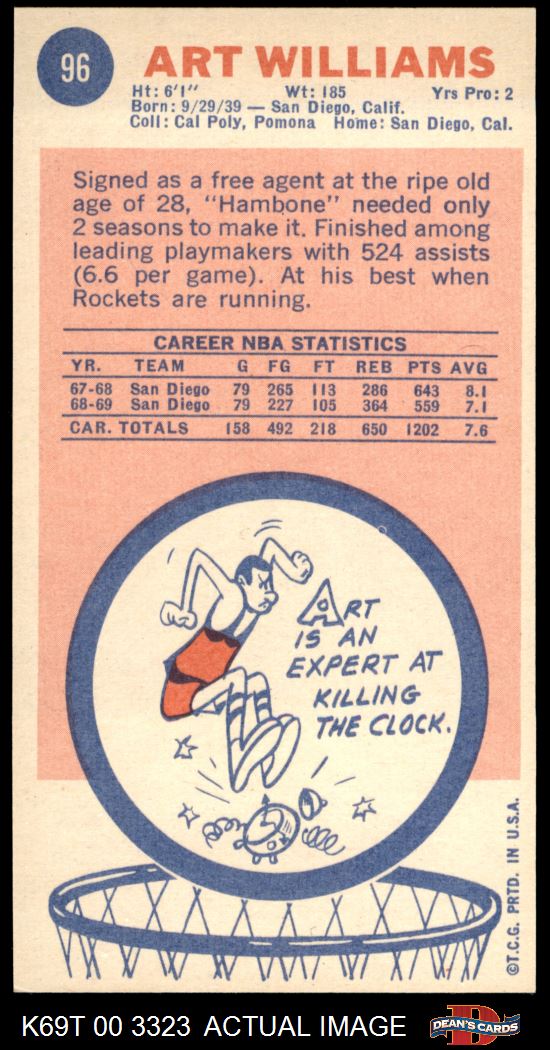 96
ART WILLIAMS
Ht: 6'1" Wt: 185 Yrs Pro: 2
Born: 9/29/39 — San Diego, Calif.
Coll: Cal Poly, Pomona Home: San Diego, Cal.
Signed as a free agent at the ripe old
age of 28, "Hambone" needed only
2 seasons to make it. Finished among
leading playmakers with 524 assists
(6.6 per game). At his best when
Rockets are running.
CAREER NBA STATISTICS
YR. TEAM G FG FT REB PTS AVG
67-68 San Diego 79 265 113 286 643 8.1
68-69 San Diego 79 227 105 364 559 7.1
CAR. TOTALS 158 492 218 650 1202 7.6
ART
IS AN
EXPERT AT
KILLING
THE CLOCK.
©T.C.G. PRTD. IN U.S.A.
K69T 00 3323 ACTUAL IMAGE
D
DEAN'S CARDS